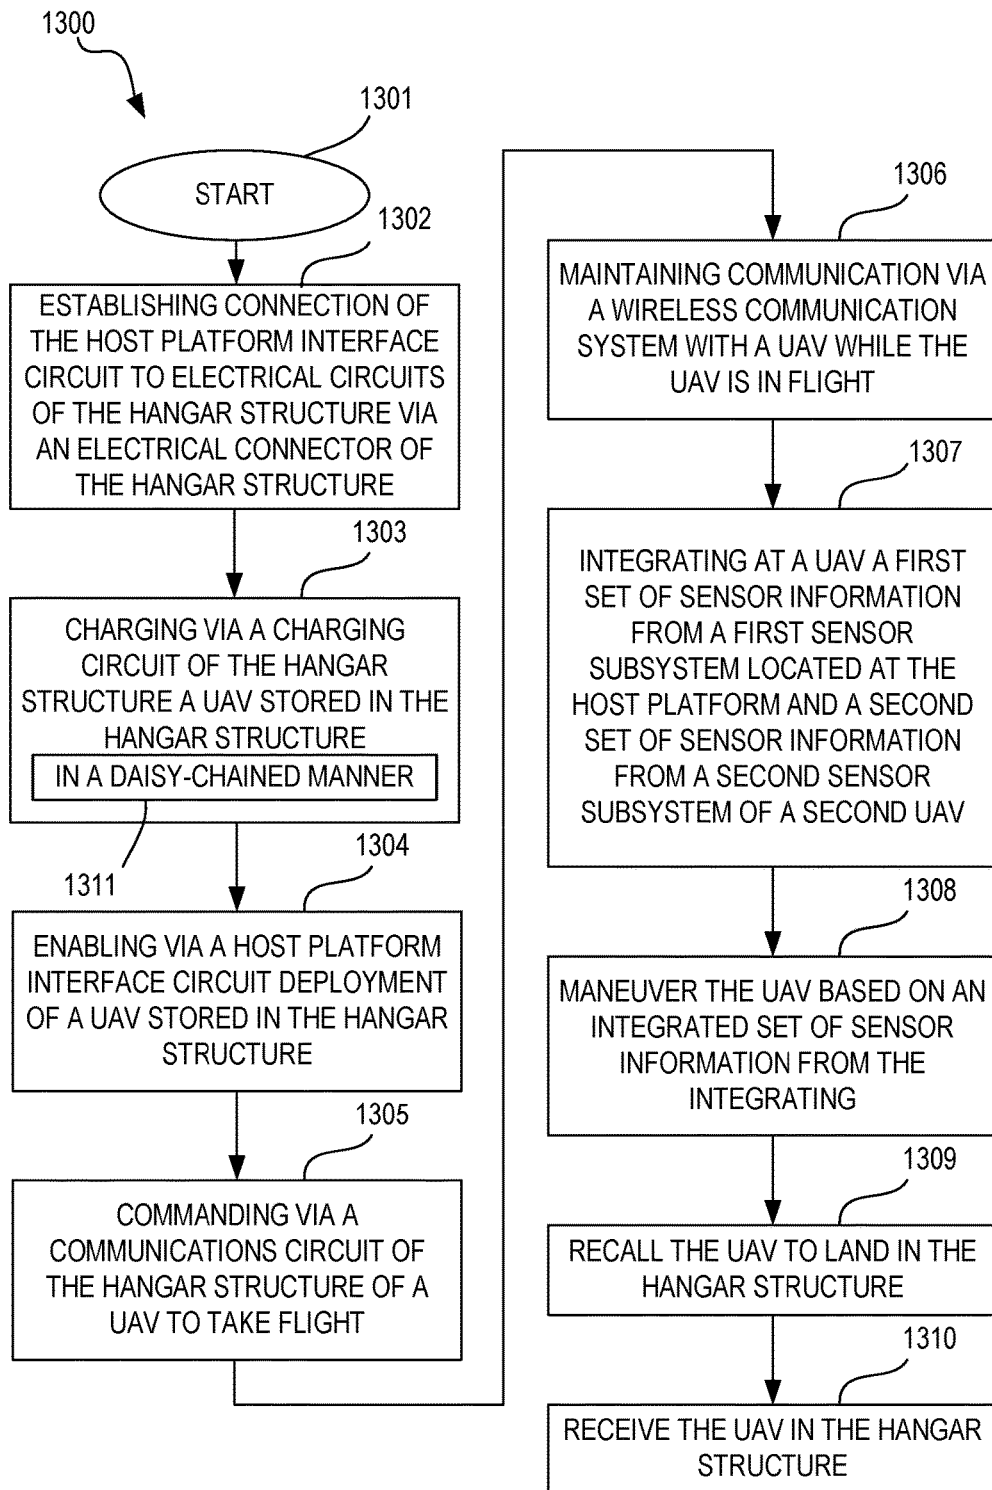 1300
1301
START
1302
ESTABLISHING CONNECTION OF
THE HOST PLATFORM INTERFACE
CIRCUIT TO ELECTRICAL CIRCUITS
OF THE HANGAR STRUCTURE VIA
AN ELECTRICAL CONNECTOR OF
THE HANGAR STRUCTURE
1303
CHARGING VIA A CHARGING
CIRCUIT OF THE HANGAR
STRUCTURE A UAV STORED IN THE
HANGAR STRUCTURE
IN A DAISY-CHAINED MANNER
1311
1304
ENABLING VIA A HOST PLATFORM
INTERFACE CIRCUIT DEPLOYMENT
OF A UAV STORED IN THE HANGAR
STRUCTURE
1305
COMMANDING VIA A
COMMUNICATIONS CIRCUIT OF
THE HANGAR STRUCTURE OF A
UAV TO TAKE FLIGHT
1306
MAINTAINING COMMUNICATION VIA
A WIRELESS COMMUNICATION
SYSTEM WITH A UAV WHILE THE
UAV IS IN FLIGHT
1307
INTEGRATING AT A UAV A FIRST
SET OF SENSOR INFORMATION
FROM A FIRST SENSOR
SUBSYSTEM LOCATED AT THE
HOST PLATFORM AND A SECOND
SET OF SENSOR INFORMATION
FROM A SECOND SENSOR
SUBSYSTEM OF A SECOND UAV
1308
MANEUVER THE UAV BASED ON AN
INTEGRATED SET OF SENSOR
INFORMATION FROM THE
INTEGRATING
1309
RECALL THE UAV TO LAND IN THE
HANGAR STRUCTURE
1310
RECEIVE THE UAV IN THE HANGAR
STRUCTURE